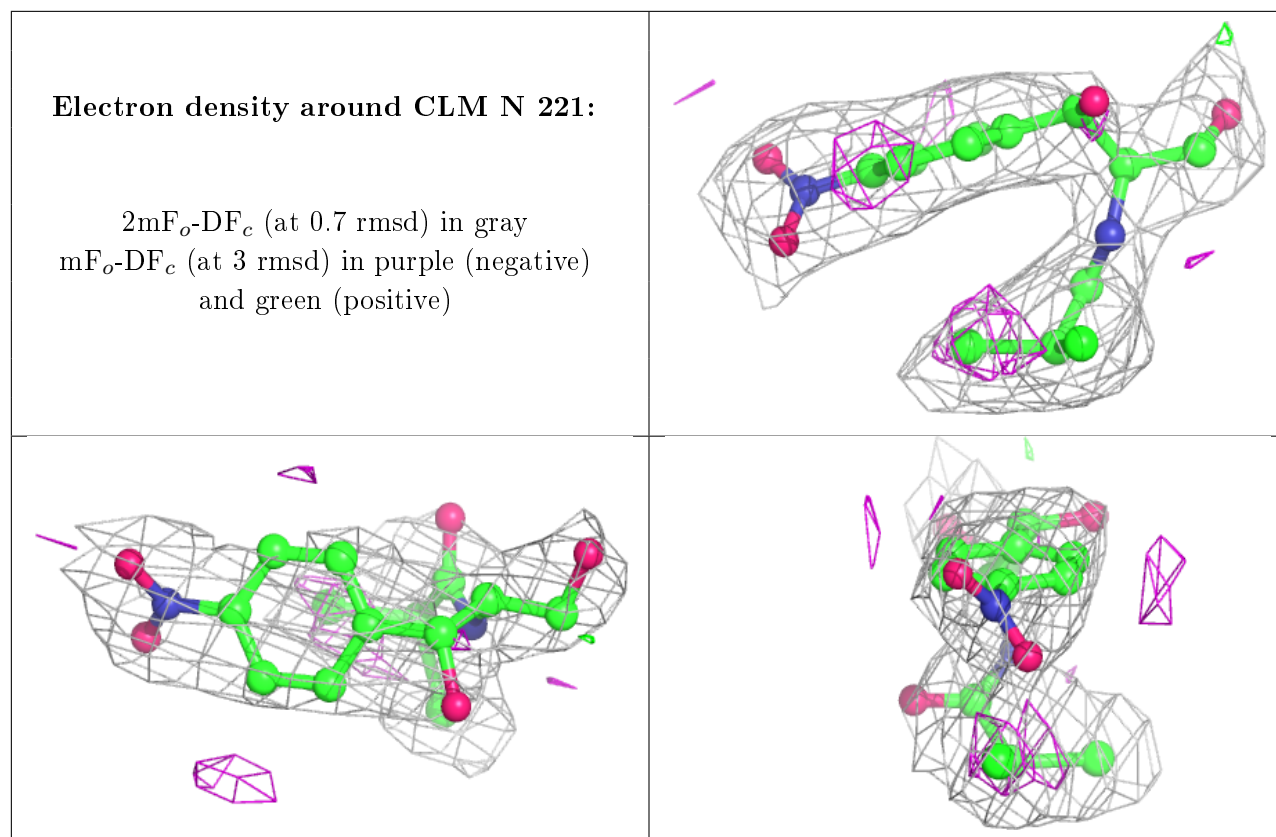 Electron density around CLM N 221:
2mFo-DFc (at 0.7 rmsd) in gray
mFo-DFc (at 3 rmsd) in purple (negative)
and green (positive)